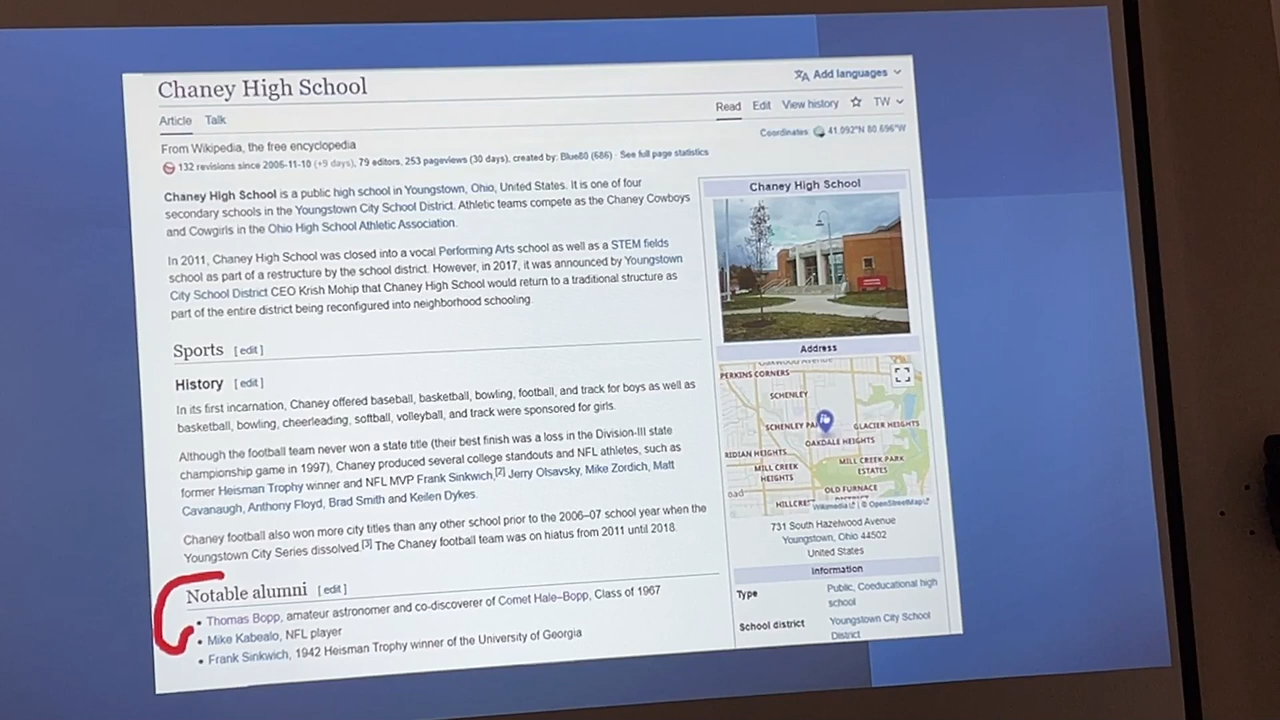 Chaney High School
Add languages
Article Talk
Read Edit View history TW
From Wikipedia, the free encyclopedia
Coordinates: 41.092°N 80.696°W
132 revisions since 2006-11-10 (+9 days), 79 editors, 253 pageviews (30 days), created by: Blue80 (686) · See full page statistics
Chaney High School is a public high school in Youngstown, Ohio, United States. It is one of four
secondary schools in the Youngstown City School District. Athletic teams compete as the Chaney Cowboys
and Cowgirls in the Ohio High School Athletic Association.
In 2011, Chaney High School was closed into a vocal Performing Arts school as well as a STEM fields
school as part of a restructure by the school district. However, in 2017, it was announced by Youngstown
City School District CEO Krish Mohip that Chaney High School would return to a traditional structure as
part of the entire district being reconfigured into neighborhood schooling.
Sports [edit]
History [edit]
In its first incarnation, Chaney offered baseball, basketball, bowling, football, and track for boys as well as
basketball, bowling, cheerleading, softball, volleyball, and track were sponsored for girls.
Although the football team never won a state title (their best finish was a loss in the Division-III state
championship game in 1997), Chaney produced several college standouts and NFL athletes, such as
former Heisman Trophy winner and NFL MVP Frank Sinkwich,[2] Jerry Olsavsky, Mike Zordich, Matt
Cavanaugh, Anthony Floyd, Brad Smith and Keilen Dykes.
Chaney football also won more city titles than any other school prior to the 2006–07 school year when the
Youngstown City Series dissolved.[3] The Chaney football team was on hiatus from 2011 until 2018.
Notable alumni [edit]
• Thomas Bopp, amateur astronomer and co-discoverer of Comet Hale–Bopp, Class of 1967
• Mike Kabealo, NFL player
• Frank Sinkwich, 1942 Heisman Trophy winner of the University of Georgia
Chaney High School
Address
PERKINS CORNERS
SCHENLEY
SCHENLEY PA
GLACIER HEIGHTS
OAKDALE HEIGHTS
RIDIAN HEIGHTS
MILL CREEK
HEIGHTS
MILL CREEK PARK
ESTATES
oad
OLD FURNACE
HILLCREST
Wikimedia | © OpenStreetMap
731 South Hazelwood Avenue
Youngstown, Ohio 44502
United States
Information
Type Public, Coeducational high
school
School district Youngstown City School
District